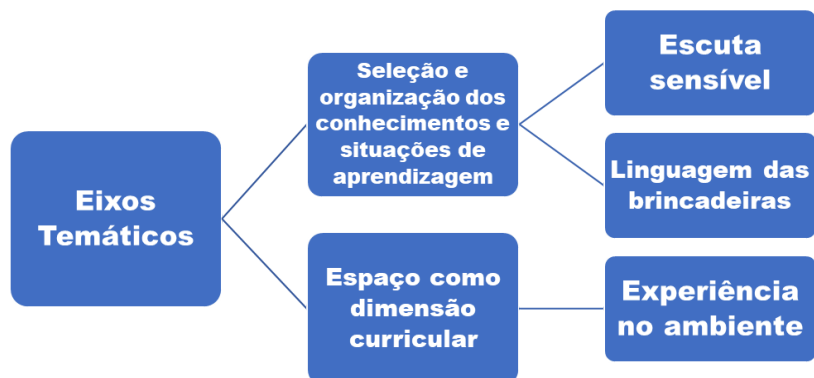 Eixos
Temáticos
Seleção e
organização dos
conhecimentos e
situações de
aprendizagem
Espaço como
dimensão
curricular
Escuta
sensível
Linguagem das
brincadeiras
Experiência
no ambiente